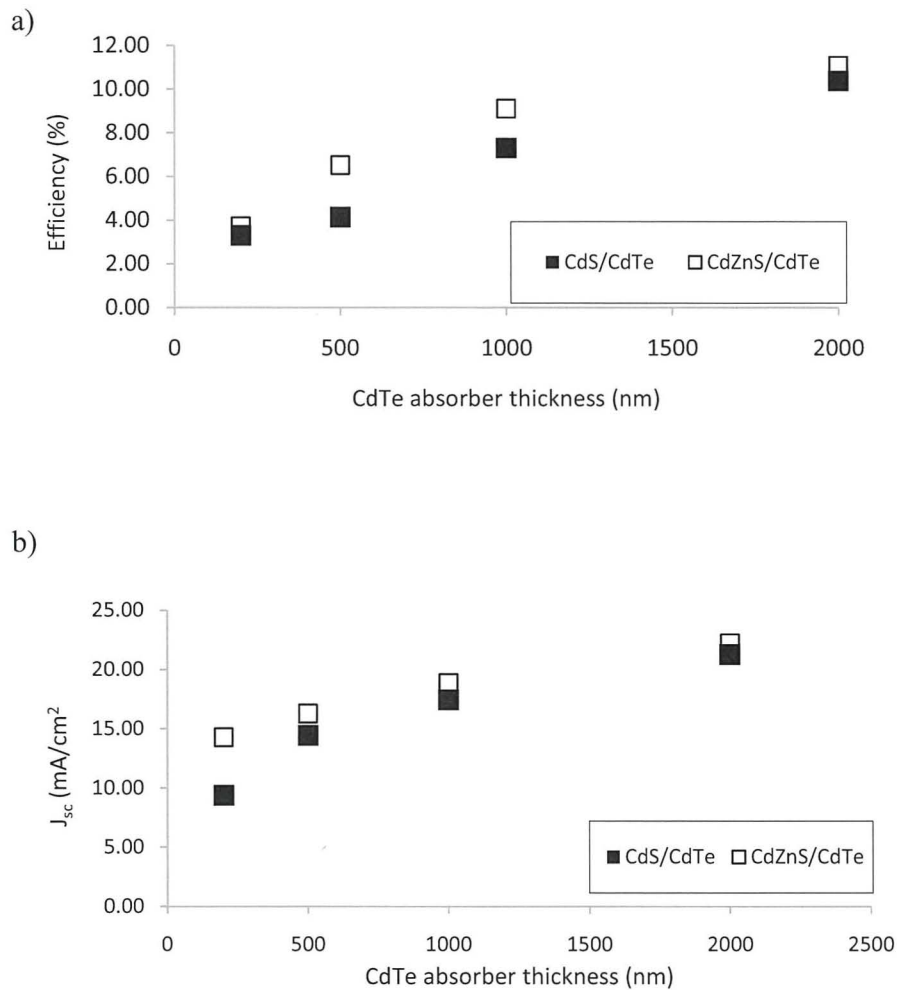 a)
12.00
10.00
8.00
6.00
4.00
2.00
0.00
Efficiency (%)
CdS/CdTe CdZnS/CdTe
0 500 1000 1500 2000
CdTe absorber thickness (nm)
b)
25.00
20.00
15.00
10.00
5.00
0.00
Jsc (mA/cm²)
CdS/CdTe CdZnS/CdTe
0 500 1000 1500 2000 2500
CdTe absorber thickness (nm)